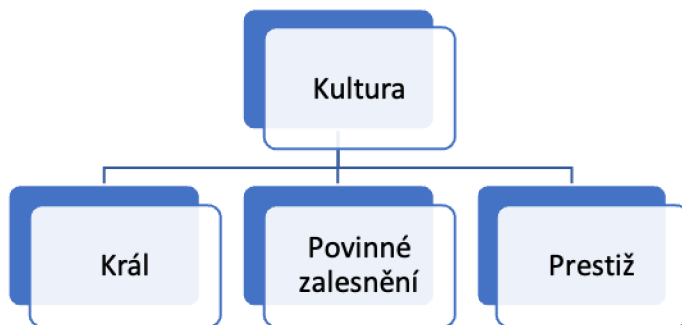 Kultura
Král
Povinné
zalesnění
Prestiž